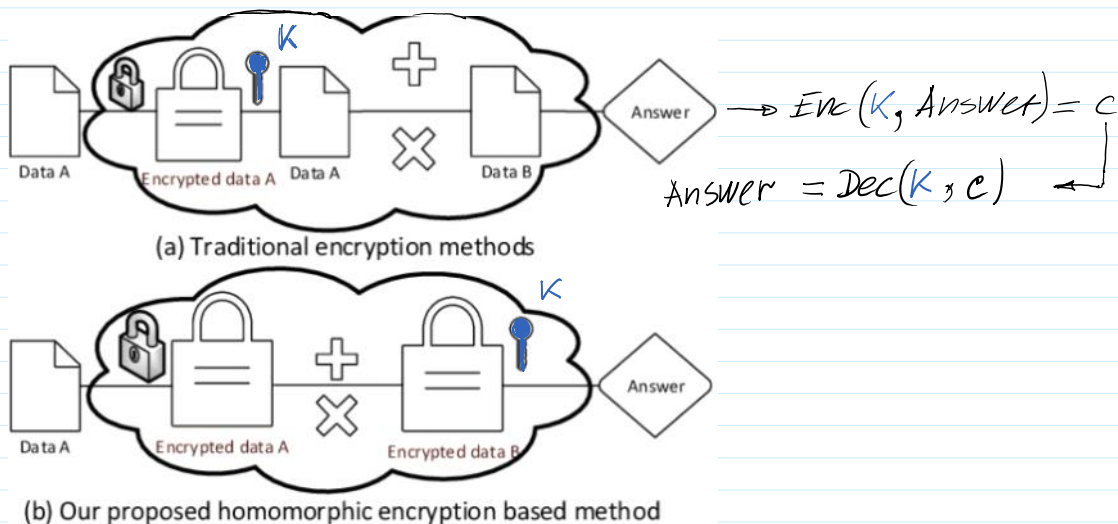 K
Answer → Enc(K, Answer) = c
Data A Encrypted data A Data A Data B
Answer = Dec(K, c)
(a) Traditional encryption methods
K
Answer
Data A Encrypted data A Encrypted data B
(b) Our proposed homomorphic encryption based method